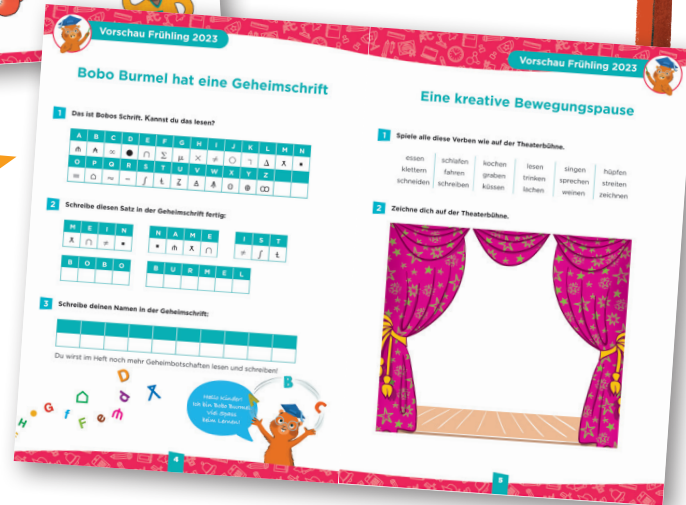 Vorschau Frühling 2023
Bobo Burmel hat eine Geheimschrift
1 Das ist Bobos Schrift. Kannst du das lesen?
A B C D E F G H I J K L M N
⋔ ∞ ● ∩ Σ μ × ≠ ○ ¬ Δ ⊼ •
O P Q R S T U V W X Y Z
= ⌂ ~ − ∫ ŧ Ż @ ⊕ ꝏ
2 Schreibe diesen Satz in der Geheimschrift fertig:
M E I N N A M E I S T
⊼ ∩ ≠ • • ⋔ ⊼ ∩ ≠ ∫ ŧ
B O B O B U R M E L
3 Schreibe deinen Namen in der Geheimschrift:
Du wirst im Heft noch mehr Geheimbotschaften lesen und schreiben!
Hallo Kinder!
Ich bin Bobo Burmel.
Viel Spass
beim Lernen!
B
C
D
H G f F e d
4
Vorschau Frühling 2023
Eine kreative Bewegungspause
1 Spiele alle diese Verben wie auf der Theaterbühne.
essen schlafen kochen lesen singen hüpfen
klettern fahren graben trinken sprechen streiten
schneiden schreiben küssen lachen weinen zeichnen
2 Zeichne dich auf der Theaterbühne.
5